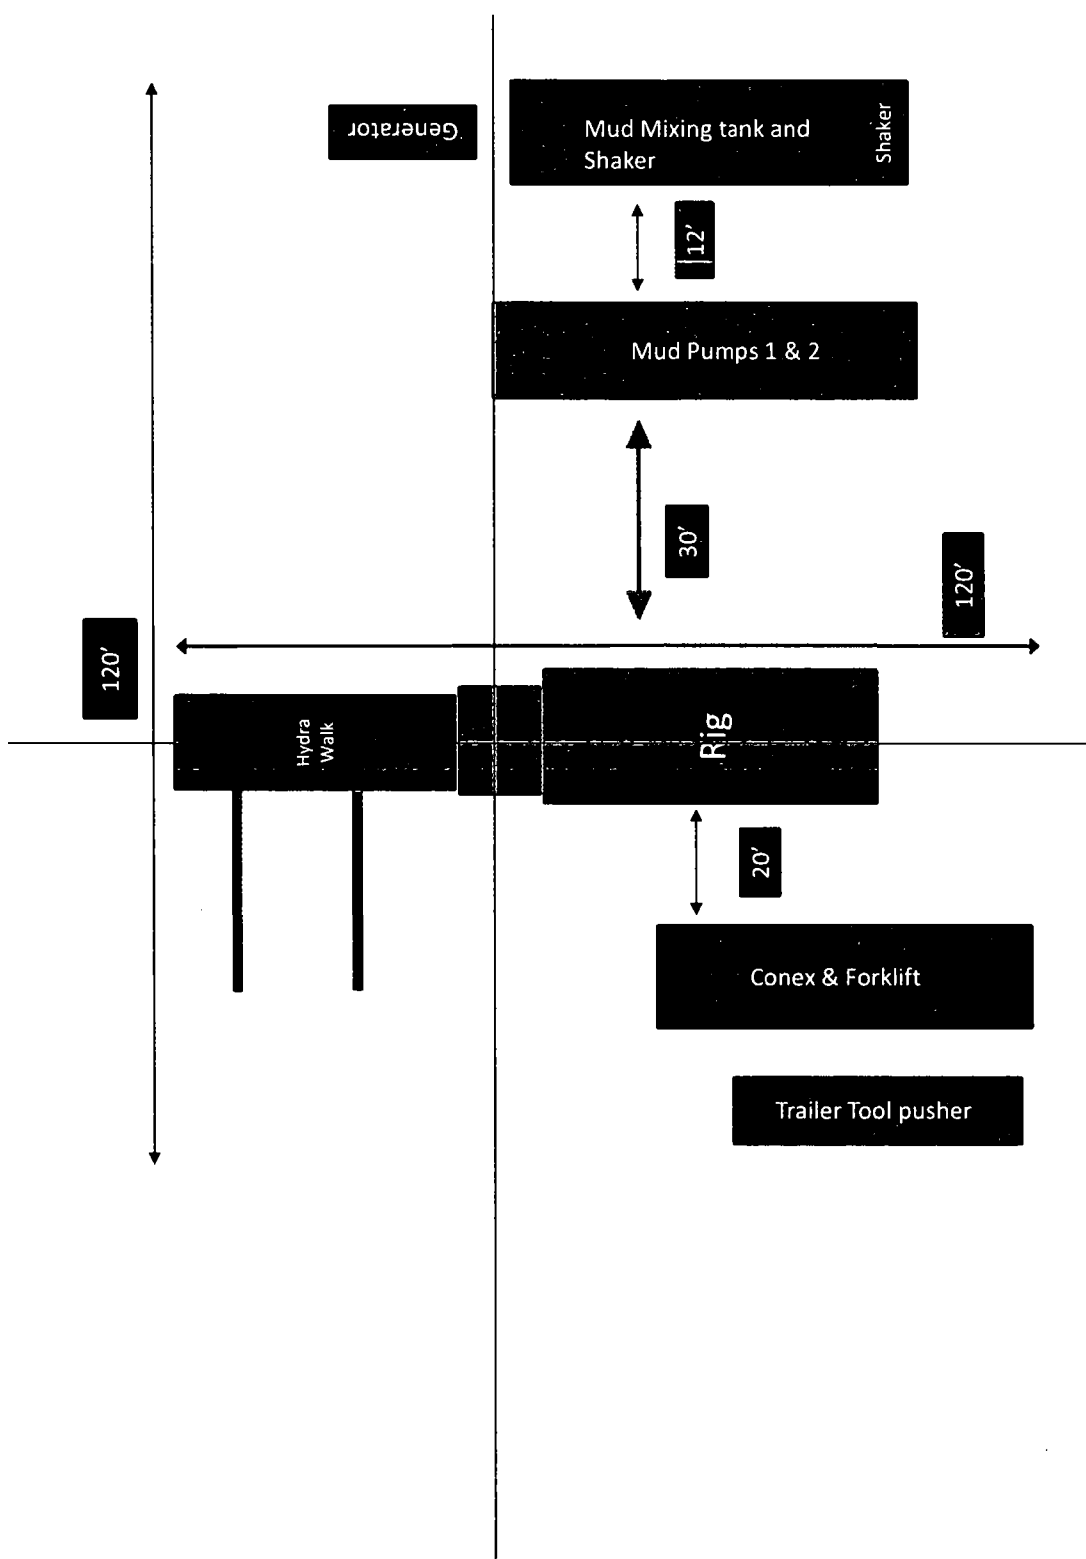 Generator
Mud Mixing tank and
Shaker
Shaker
12'
Mud Pumps 1 & 2
30'
120'
120'
Hydra
Walk
Rig
20'
Conex & Forklift
Trailer Tool pusher